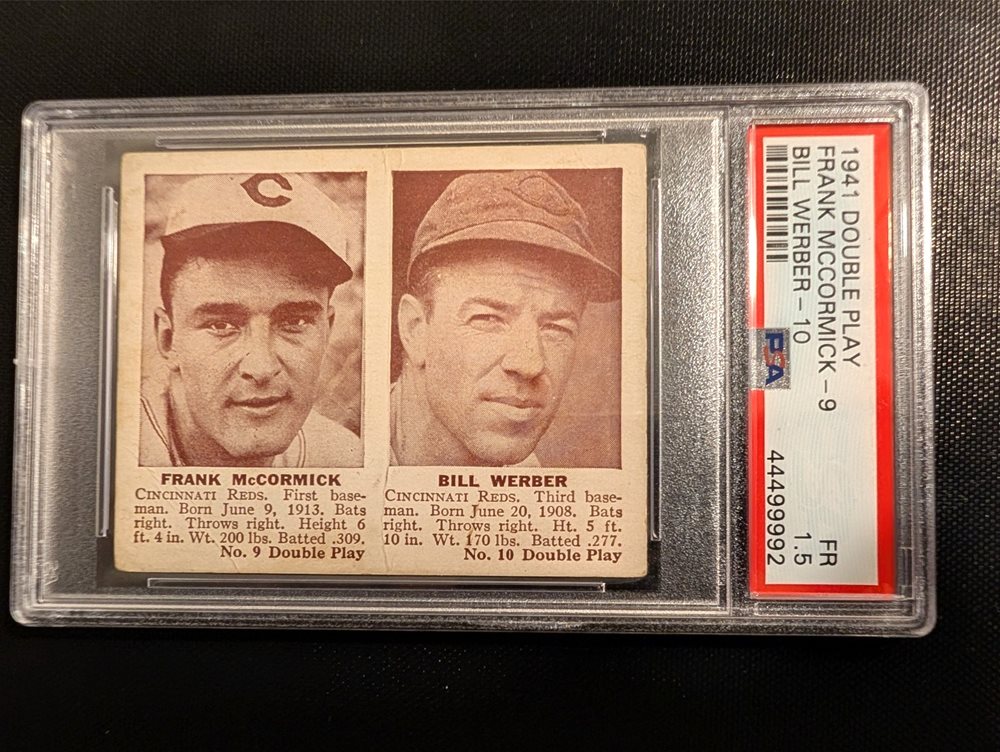 C
FRANK McCORMICK
CINCINNATI REDS. First base-
man. Born June 9, 1913. Bats
right. Throws right. Height 6
ft. 4 in. Wt. 200 lbs. Batted .309.
No. 9 Double Play
BILL WERBER
CINCINNATI REDS. Third base-
man. Born June 20, 1908. Bats
right. Throws right. Ht. 5 ft.
10 in. Wt. 170 lbs. Batted .277.
No. 10 Double Play
1941 DOUBLE PLAY
FRANK MCCORMICK - 9
BILL WERBER - 10
PSA
FR
1.5
44499992